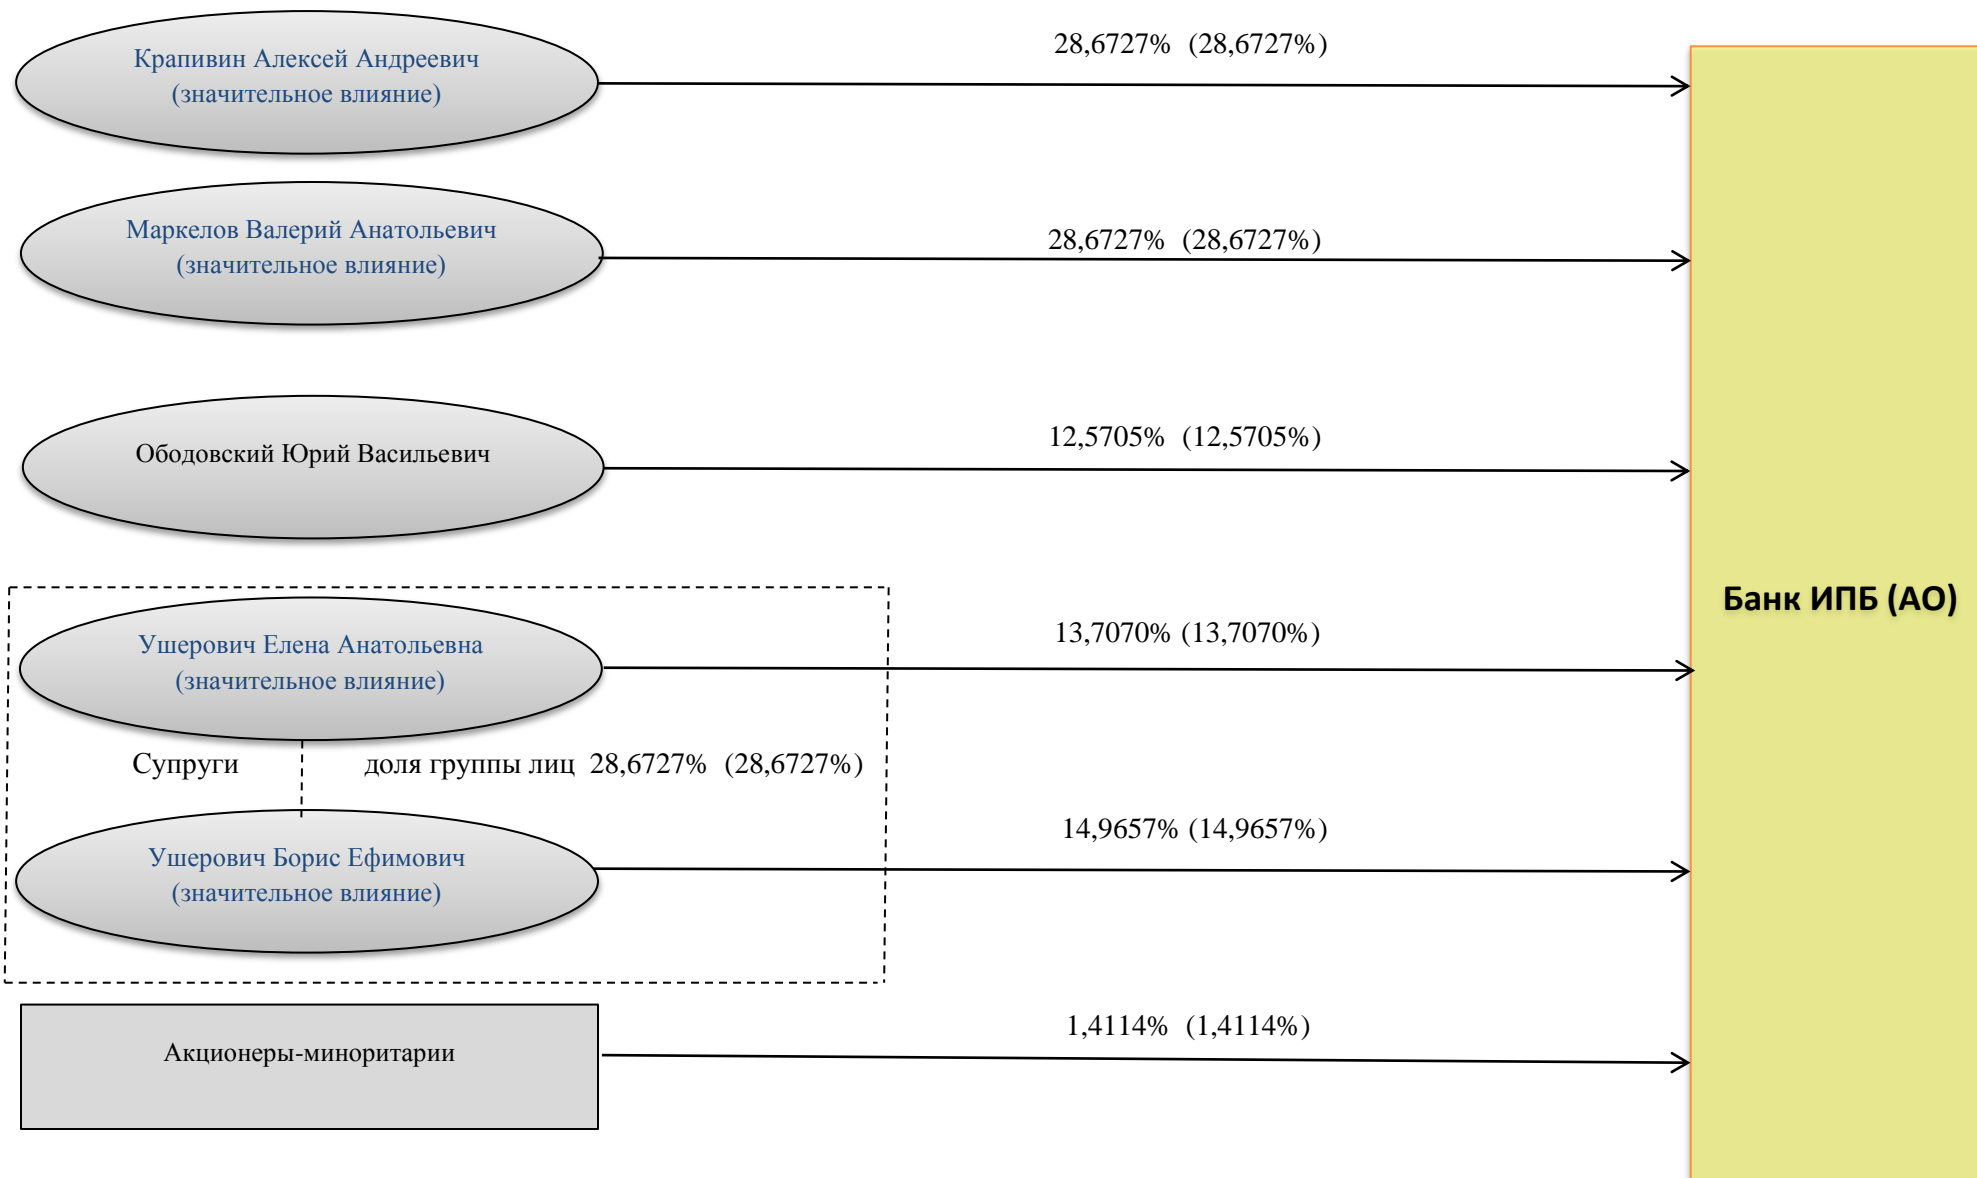 28,6727% (28,6727%)
Крапивин Алексей Андреевич
(значительное влияние)
Маркелов Валерий Анатольевич
(значительное влияние)
28,6727% (28,6727%)
12,5705% (12,5705%)
Ободовский Юрий Васильевич
Банк ИПБ (АО)
Ушерович Елена Анатольевна
(значительное влияние)
13,7070% (13,7070%)
Супруги доля группы лиц 28,6727% (28,6727%)
14,9657% (14,9657%)
Ушерович Борис Ефимович
(значительное влияние)
1,4114% (1,4114%)
Акционеры-миноритарии